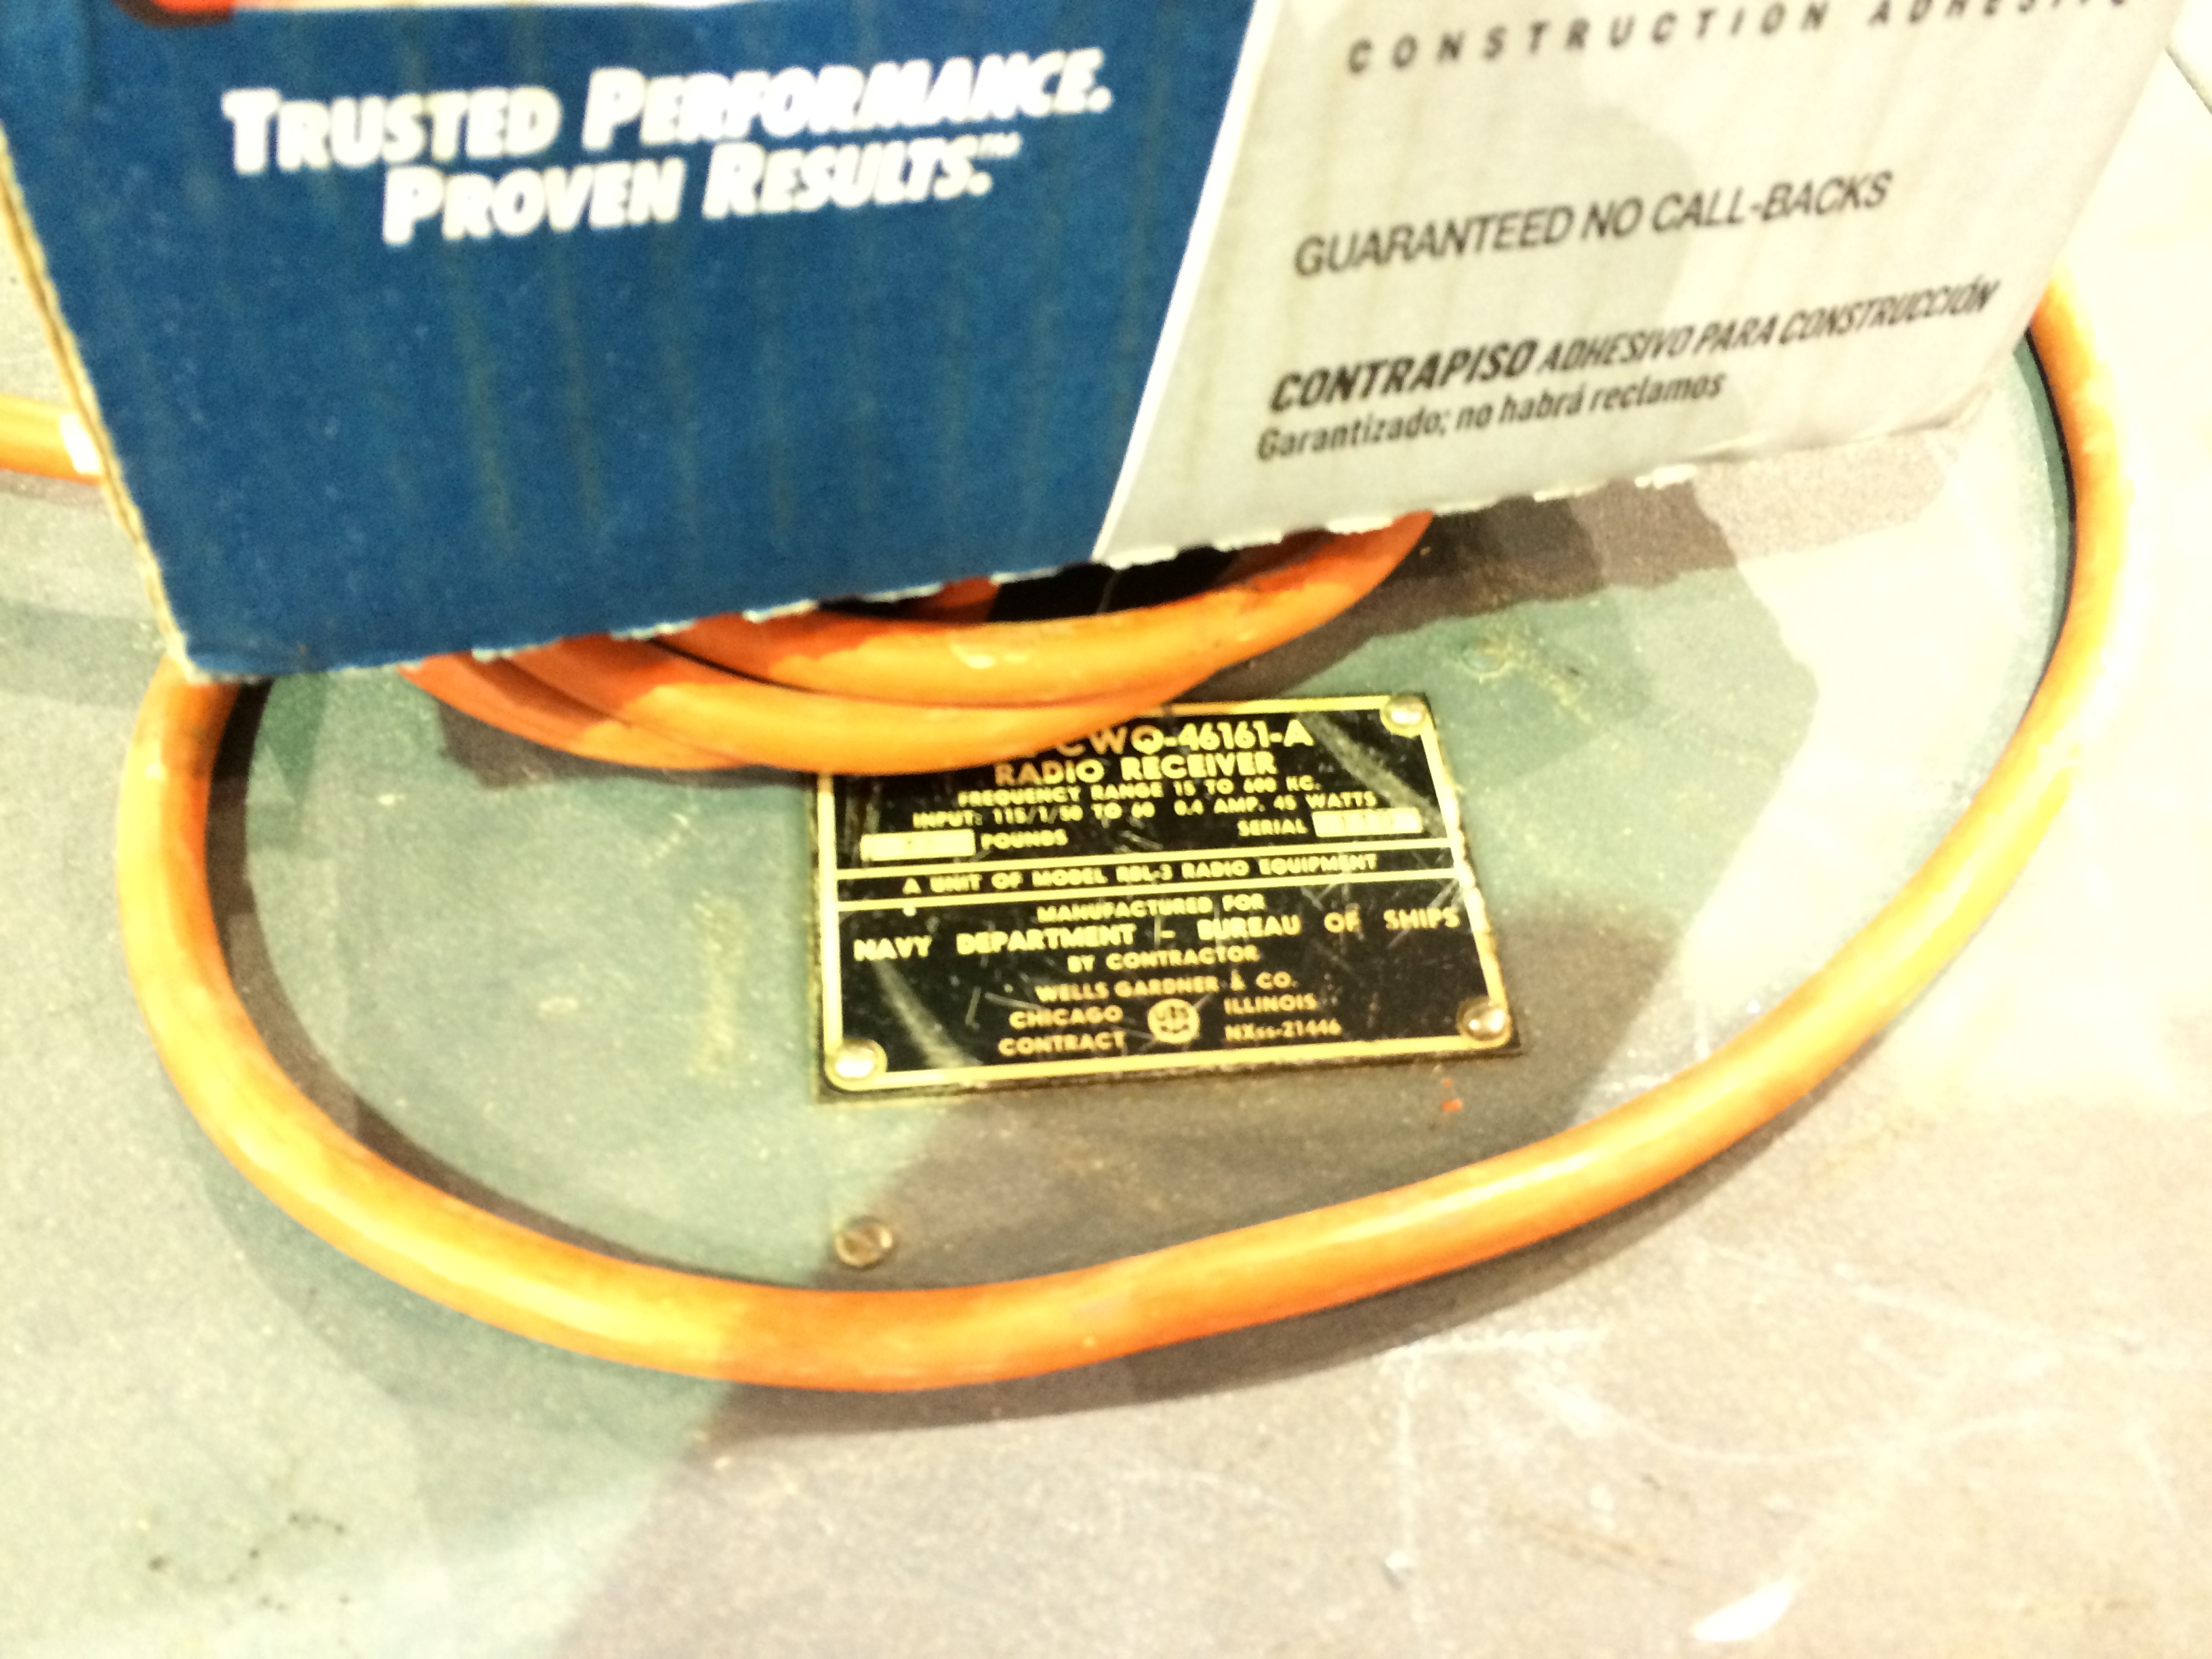 TRUSTED PERFORMANCE.
PROVEN RESULTS.™
CONSTRUCTION ADHESIVE
GUARANTEED NO CALL-BACKS
CONTRAPISO ADHESIVO PARA CONSTRUCCIÓN
Garantizado; no habrá reclamos
CWQ-46161-A
RADIO RECEIVER
FREQUENCY RANGE 15 TO 600 KC.
INPUT: 115/1/50 TO 60 0.4 AMP. 45 WATTS
POUNDS SERIAL
A UNIT OF MODEL RBL-3 RADIO EQUIPMENT
MANUFACTURED FOR
NAVY DEPARTMENT - BUREAU OF SHIPS
BY CONTRACTOR
WELLS GARDNER & CO.
CHICAGO ILLINOIS
CONTRACT NXss-21446